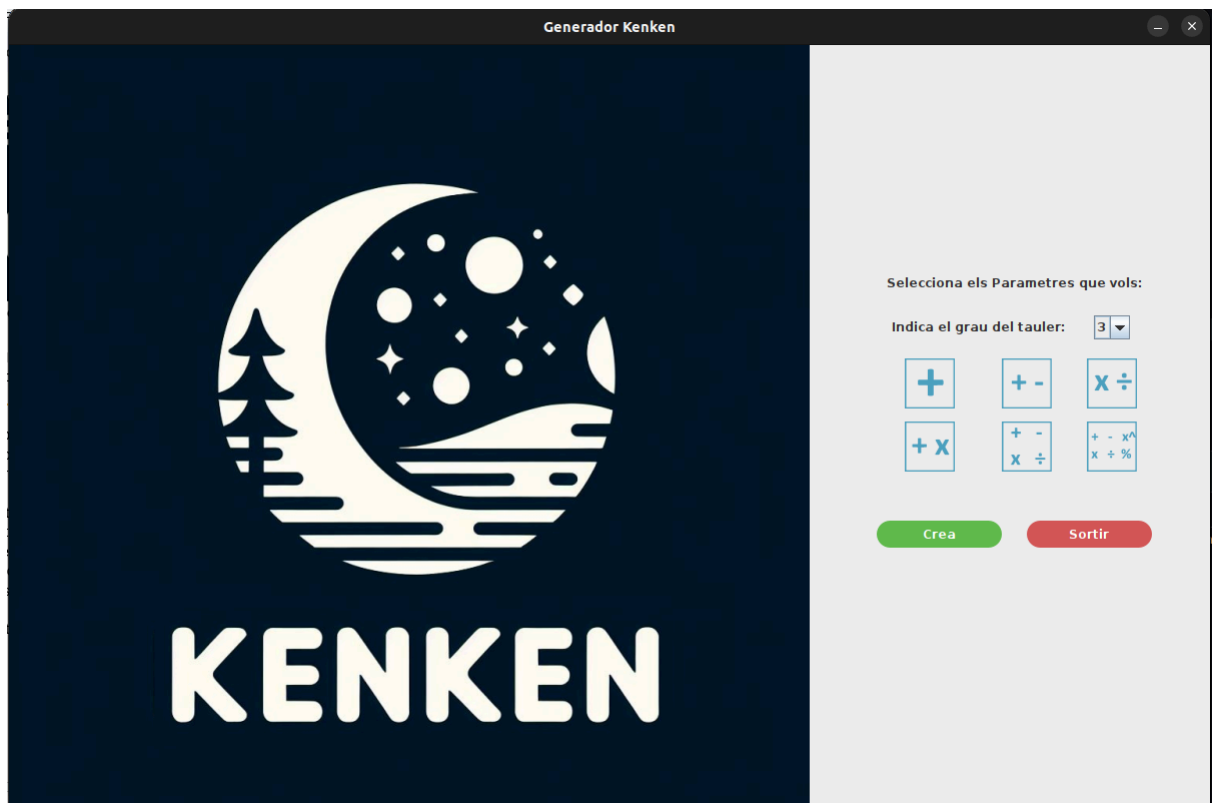 Generador Kenken
KENKEN
Selecciona els Parametres que vols:
Indica el grau del tauler: 3
+ + - x ÷
+ x + - + - x^
x ÷ x ÷ %
Crea Sortir